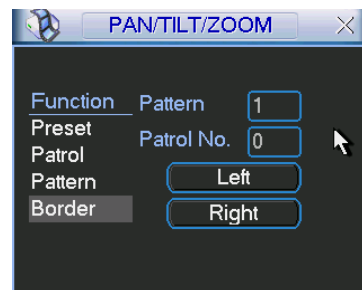 PAN/TILT/ZOOM
Function
Preset
Patrol
Pattern
Border
Pattern 1
Patrol No. 0
Left
Right